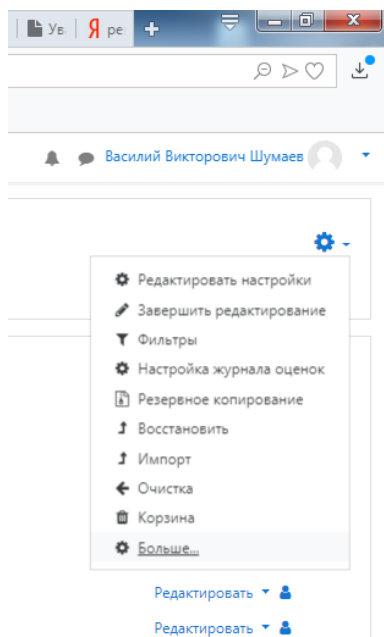 Ув
Я ре
Василий Викторович Шумаев
Редактировать настройки
Завершить редактирование
Фильтры
Настройка журнала оценок
Резервное копирование
Восстановить
Импорт
Очистка
Корзина
Больше...
Редактировать
Редактировать